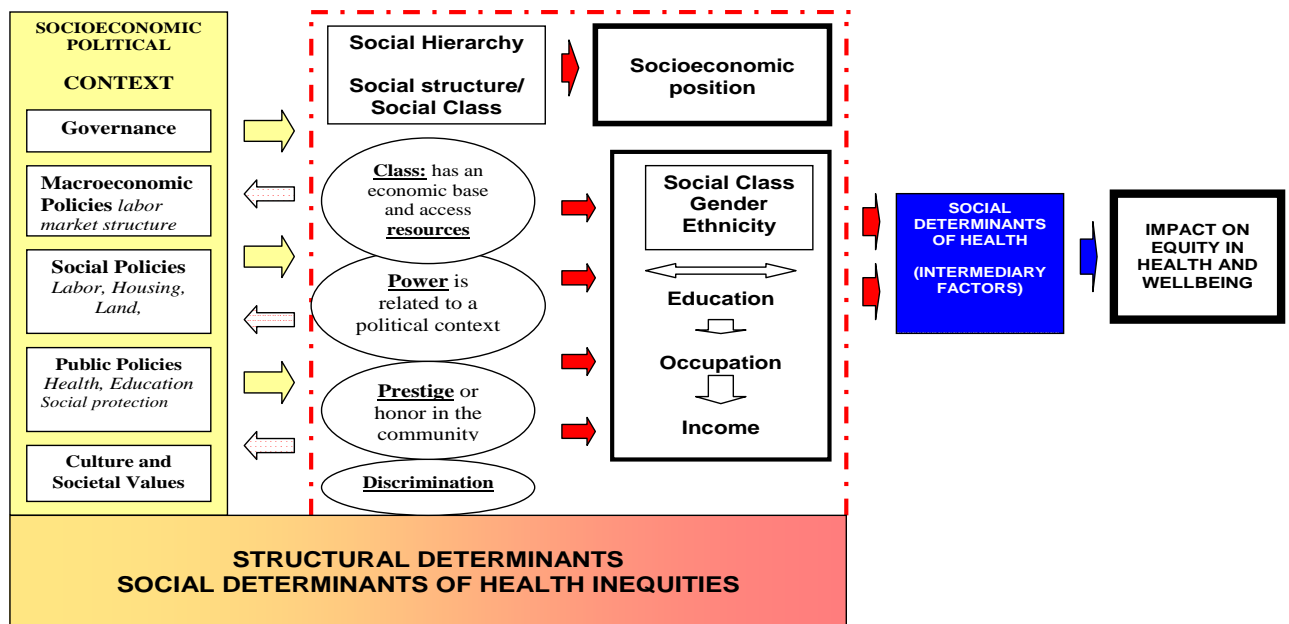 SOCIOECONOMIC
POLITICAL
CONTEXT
Governance
Macroeconomic
Policies labor
market structure
Social Policies
Labor, Housing,
Land,
Public Policies
Health, Education
Social protection
Culture and
Societal Values
Social Hierarchy
Social structure/
Social Class
Class: has an
economic base
and access
resources
Power is
related to a
political context
Prestige or
honor in the
community
Discrimination
Socioeconomic
position
Social Class
Gender
Ethnicity
Education
Occupation
Income
SOCIAL
DETERMINANTS
OF HEALTH
(INTERMEDIARY
FACTORS)
IMPACT ON
EQUITY IN
HEALTH AND
WELLBEING
STRUCTURAL DETERMINANTS
SOCIAL DETERMINANTS OF HEALTH INEQUITIES